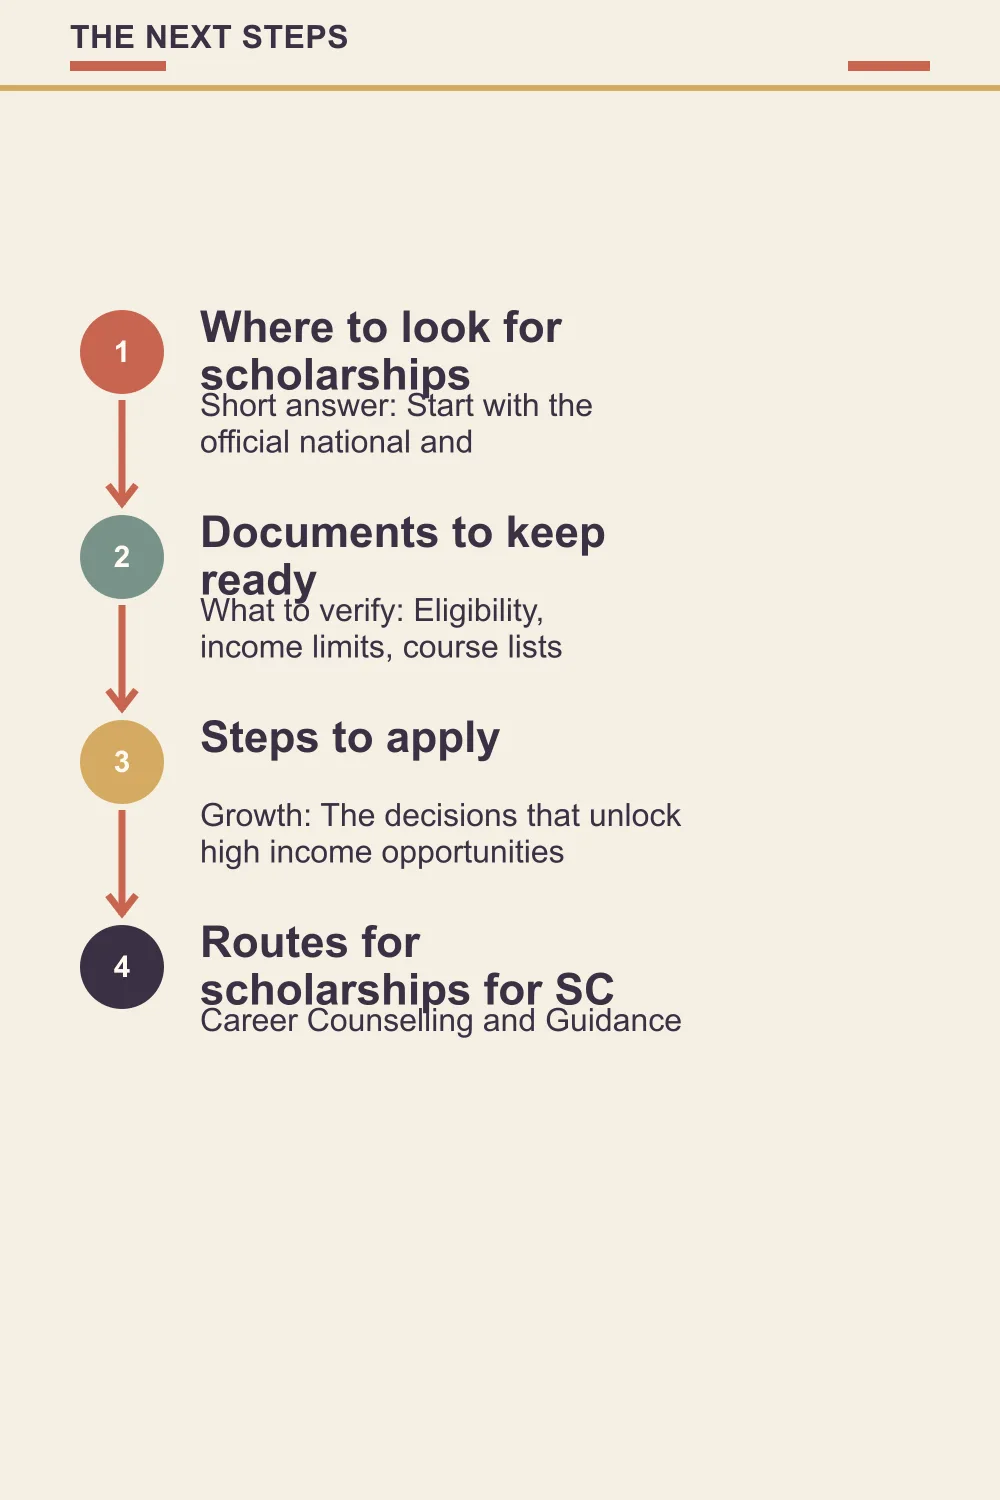 THE NEXT STEPS
1
Where to look for
scholarships
Short answer: Start with the
official national and
2
Documents to keep
ready
What to verify: Eligibility,
income limits, course lists
3
Steps to apply
Growth: The decisions that unlock
high income opportunities
4
Routes for
scholarships for SC
Career Counselling and Guidance